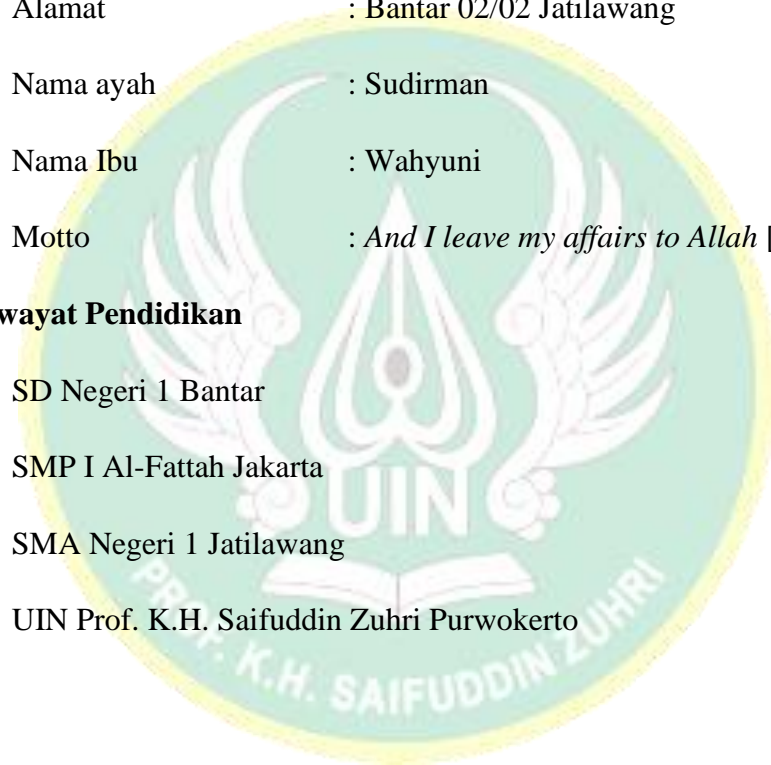 Alamat : Bantar 02/02 Jatilawang
Nama ayah : Sudirman
Nama Ibu : Wahyuni
Motto : And I leave my affairs to Allah |
wayat Pendidikan
SD Negeri 1 Bantar
SMP I Al-Fattah Jakarta
SMA Negeri 1 Jatilawang
UIN Prof. K.H. Saifuddin Zuhri Purwokerto
UIN
PROF. K.H. SAIFUDDIN ZUHRI